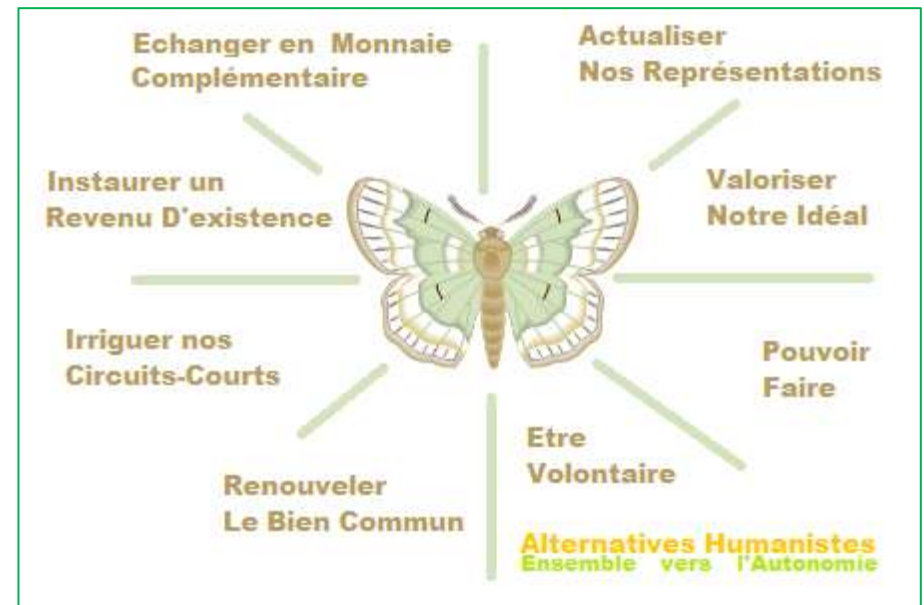 Echanger en Monnaie
Complémentaire
Actualiser
Nos Représentations
Instaurer un
Revenu D'existence
Valoriser
Notre Idéal
Irriguer nos
Circuits-Courts
Pouvoir
Faire
Renouveler
Le Bien Commun
Etre
Volontaire
Alternatives Humanistes
Ensemble vers l'Autonomie